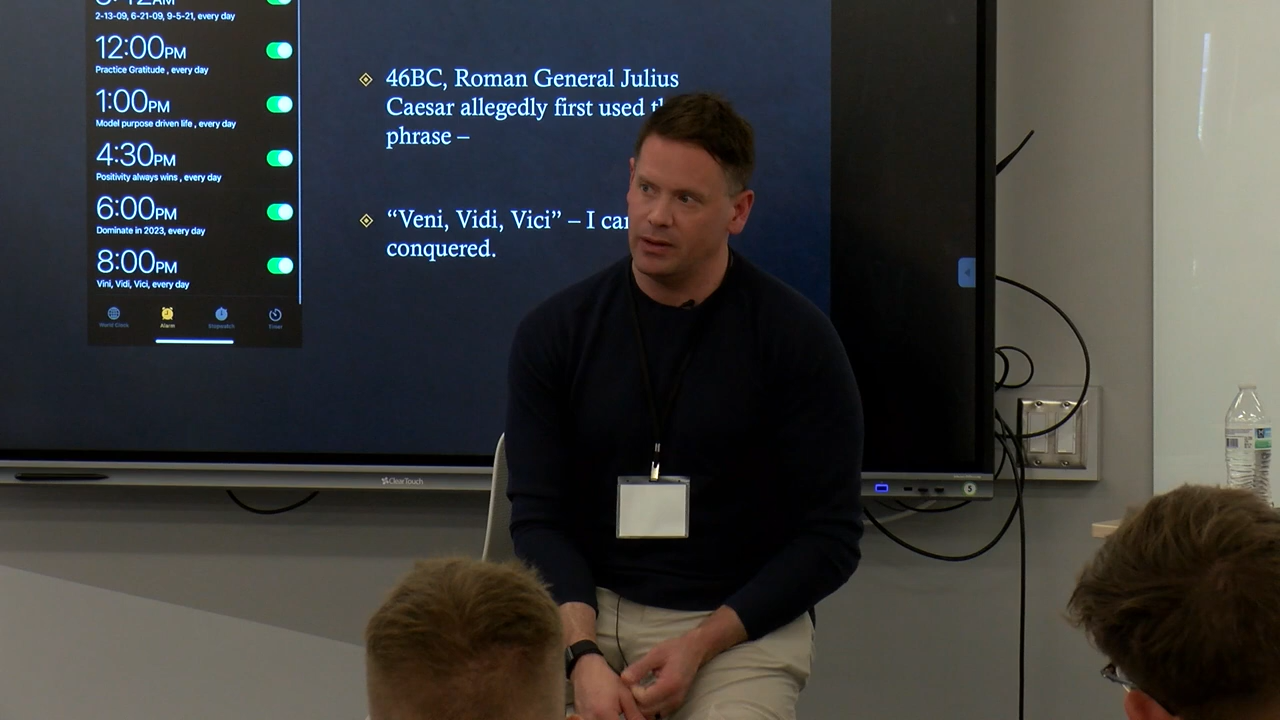 2-13-09, 6-21-09, 9-5-21, every day
12:00PM
Practice Gratitude , every day
1:00PM
Model purpose driven life , every day
4:30PM
Positivity always wins , every day
6:00PM
Dominate in 2023, every day
8:00PM
Vini, Vidi, Vici, every day
World Clock
Alarm
Stopwatch
Timer
46BC, Roman General Julius
Caesar allegedly first used
phrase –
“Veni, Vidi, Vici” – I
conquered.
ClearTouch